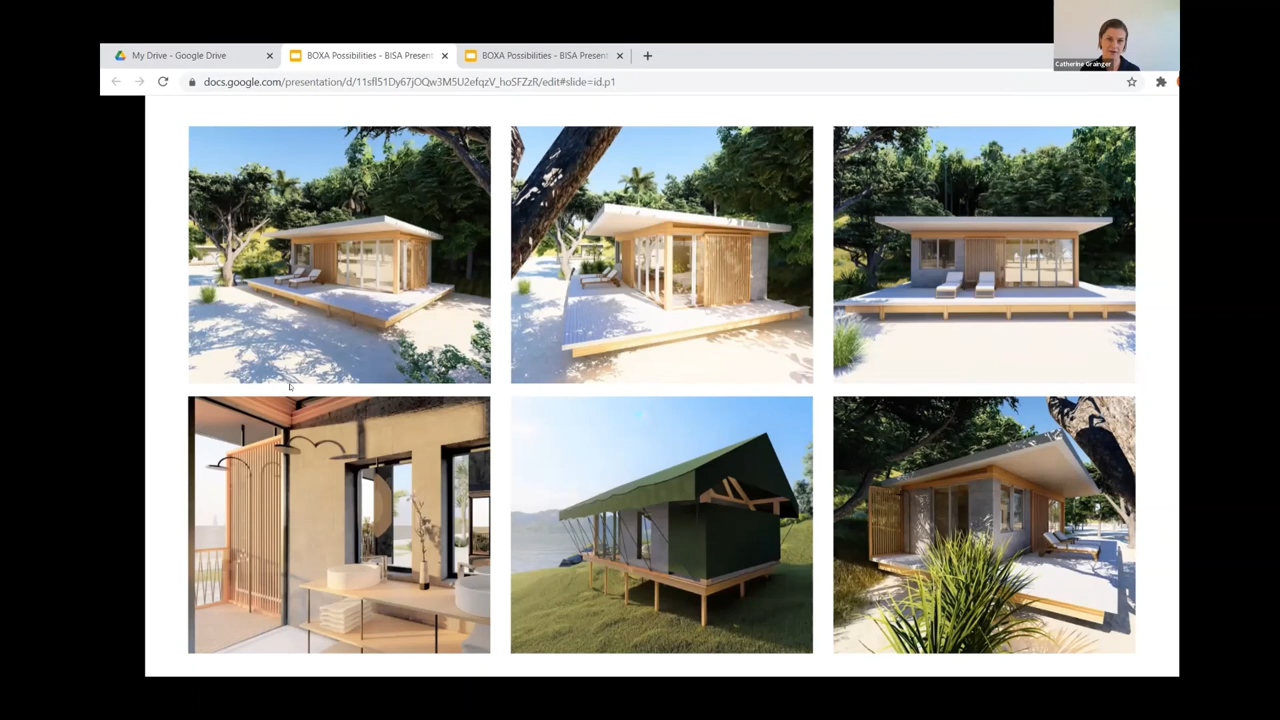 My Drive - Google Drive
BOXA Possibilities - BISA Present
BOXA Possibilities - BISA Present
docs.google.com/presentation/d/11sfl51Dy67jOQw3M5U2efqzV_hoSFZzR/edit#slide=id.p1
Catherine Grainger